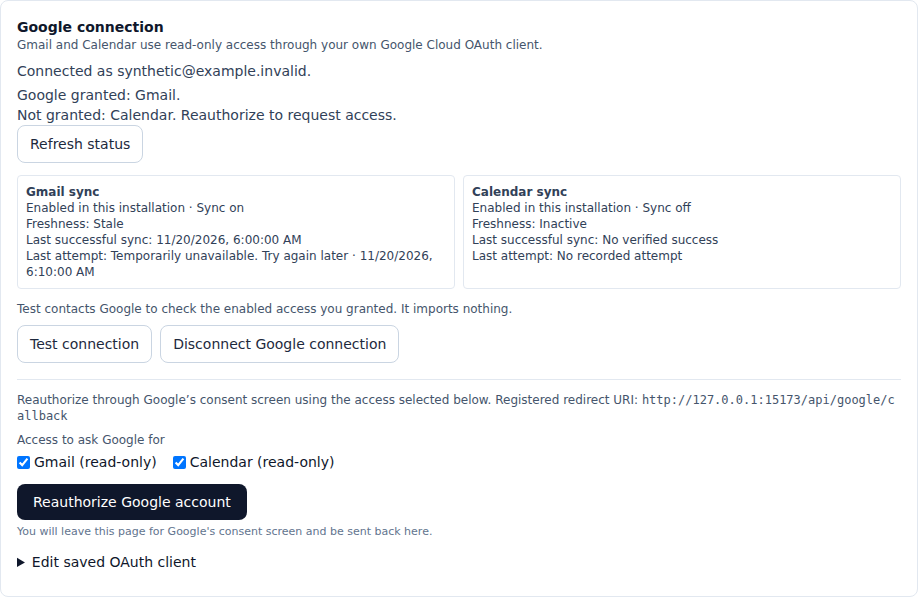 Google connection
Gmail and Calendar use read-only access through your own Google Cloud OAuth client.
Connected as synthetic@example.invalid.
Google granted: Gmail.
Not granted: Calendar. Reauthorize to request access.
Refresh status
Gmail sync
Enabled in this installation · Sync on
Freshness: Stale
Last successful sync: 11/20/2026, 6:00:00 AM
Last attempt: Temporarily unavailable. Try again later · 11/20/2026,
6:10:00 AM
Calendar sync
Enabled in this installation · Sync off
Freshness: Inactive
Last successful sync: No verified success
Last attempt: No recorded attempt
Test contacts Google to check the enabled access you granted. It imports nothing.
Test connection
Disconnect Google connection
Reauthorize through Google’s consent screen using the access selected below. Registered redirect URI: http://127.0.0.1:15173/api/google/c
allback
Access to ask Google for
Gmail (read-only)
Calendar (read-only)
Reauthorize Google account
You will leave this page for Google's consent screen and be sent back here.
Edit saved OAuth client